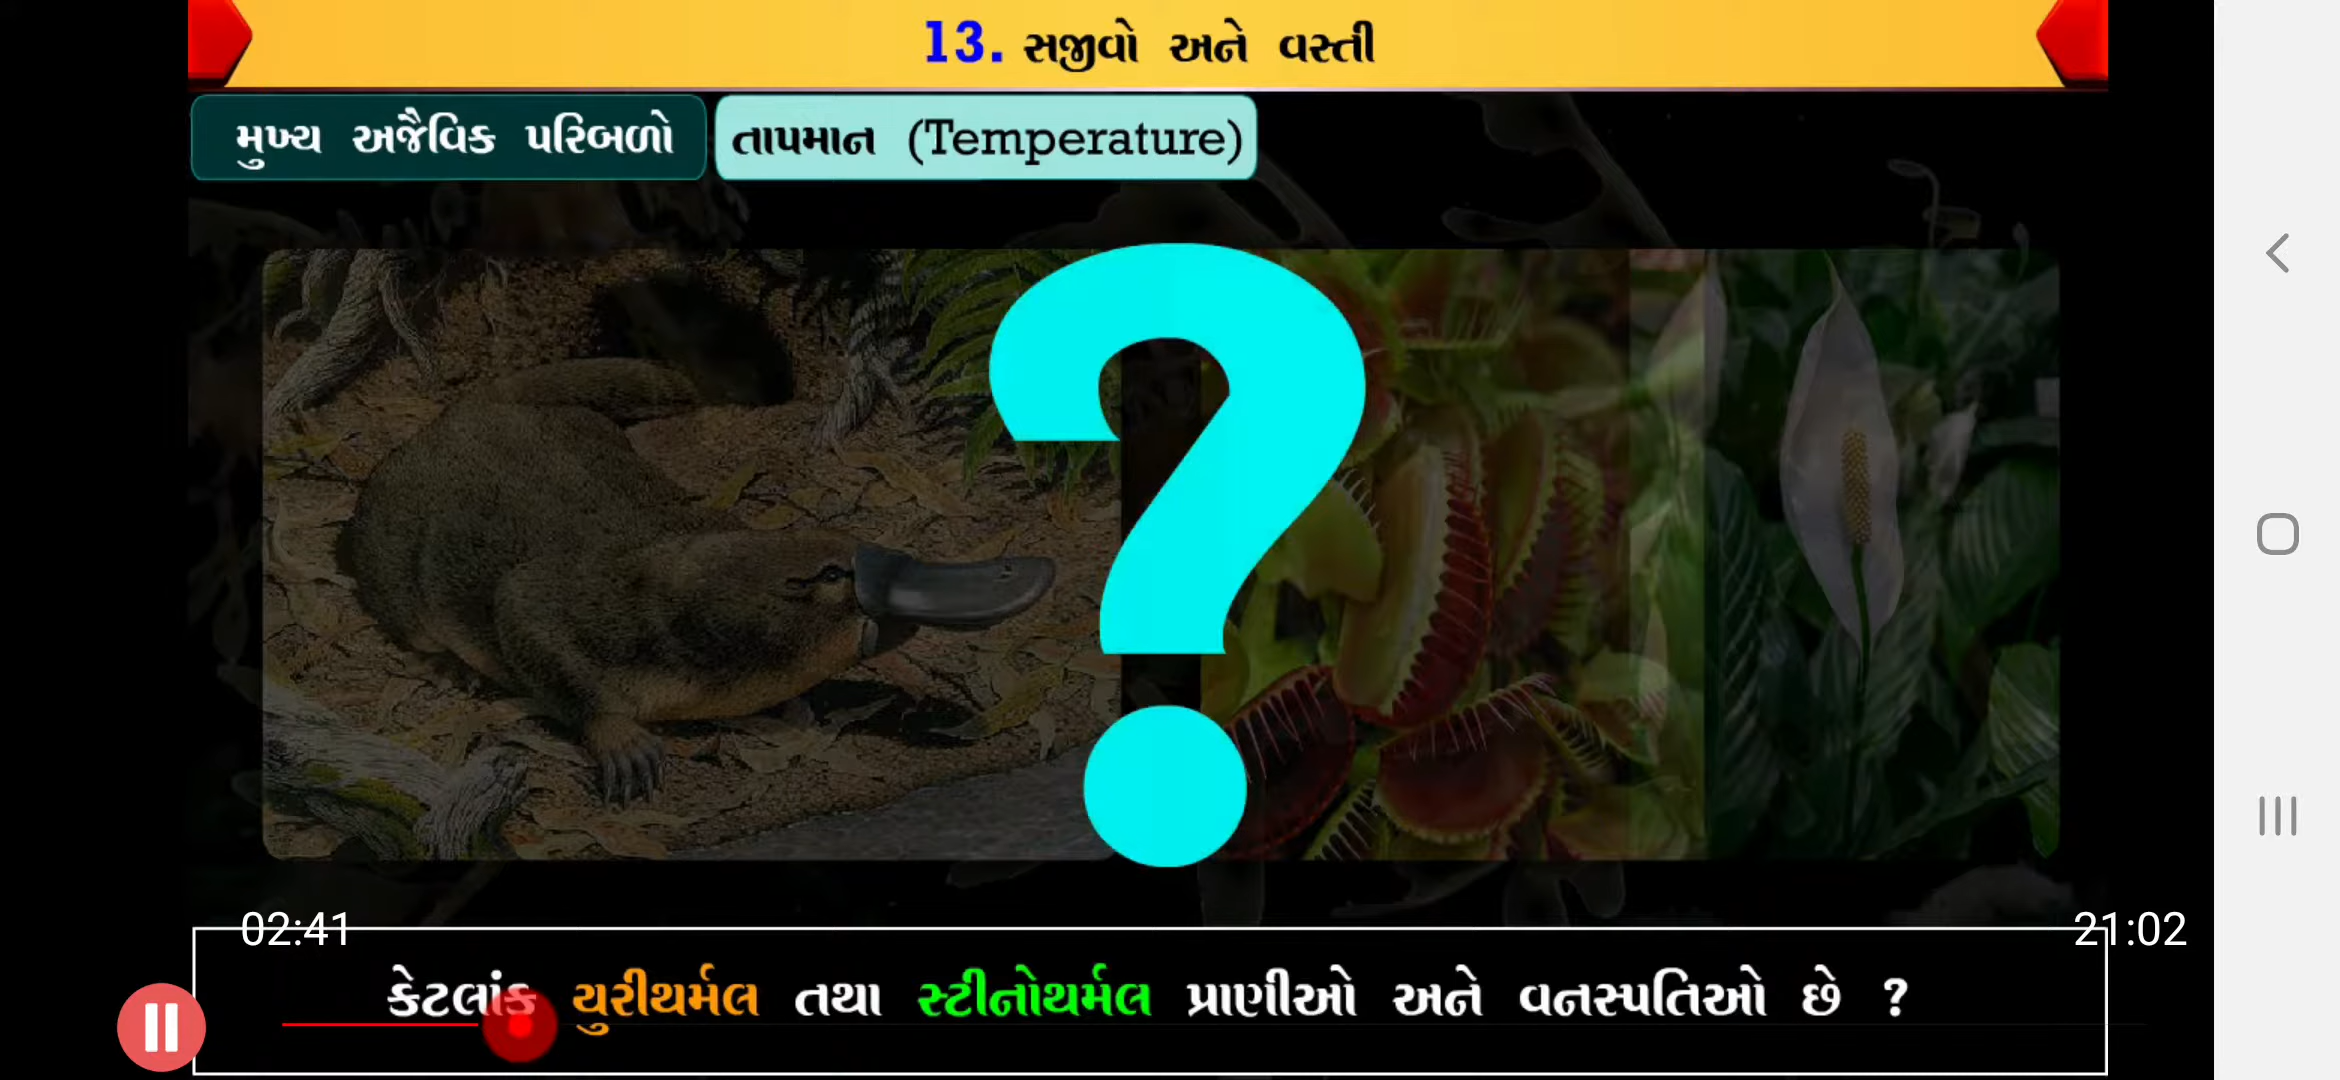 13. સજીવો અને વસ્તી
મુખ્ય અજૈવિક પરિબળો
તાપમાન (Temperature)
02:41
21:02
કેટલાંક યુરીથર્મલ તથા સ્ટીનોથર્મલ પ્રાણીઓ અને વનસ્પતિઓ છે ?